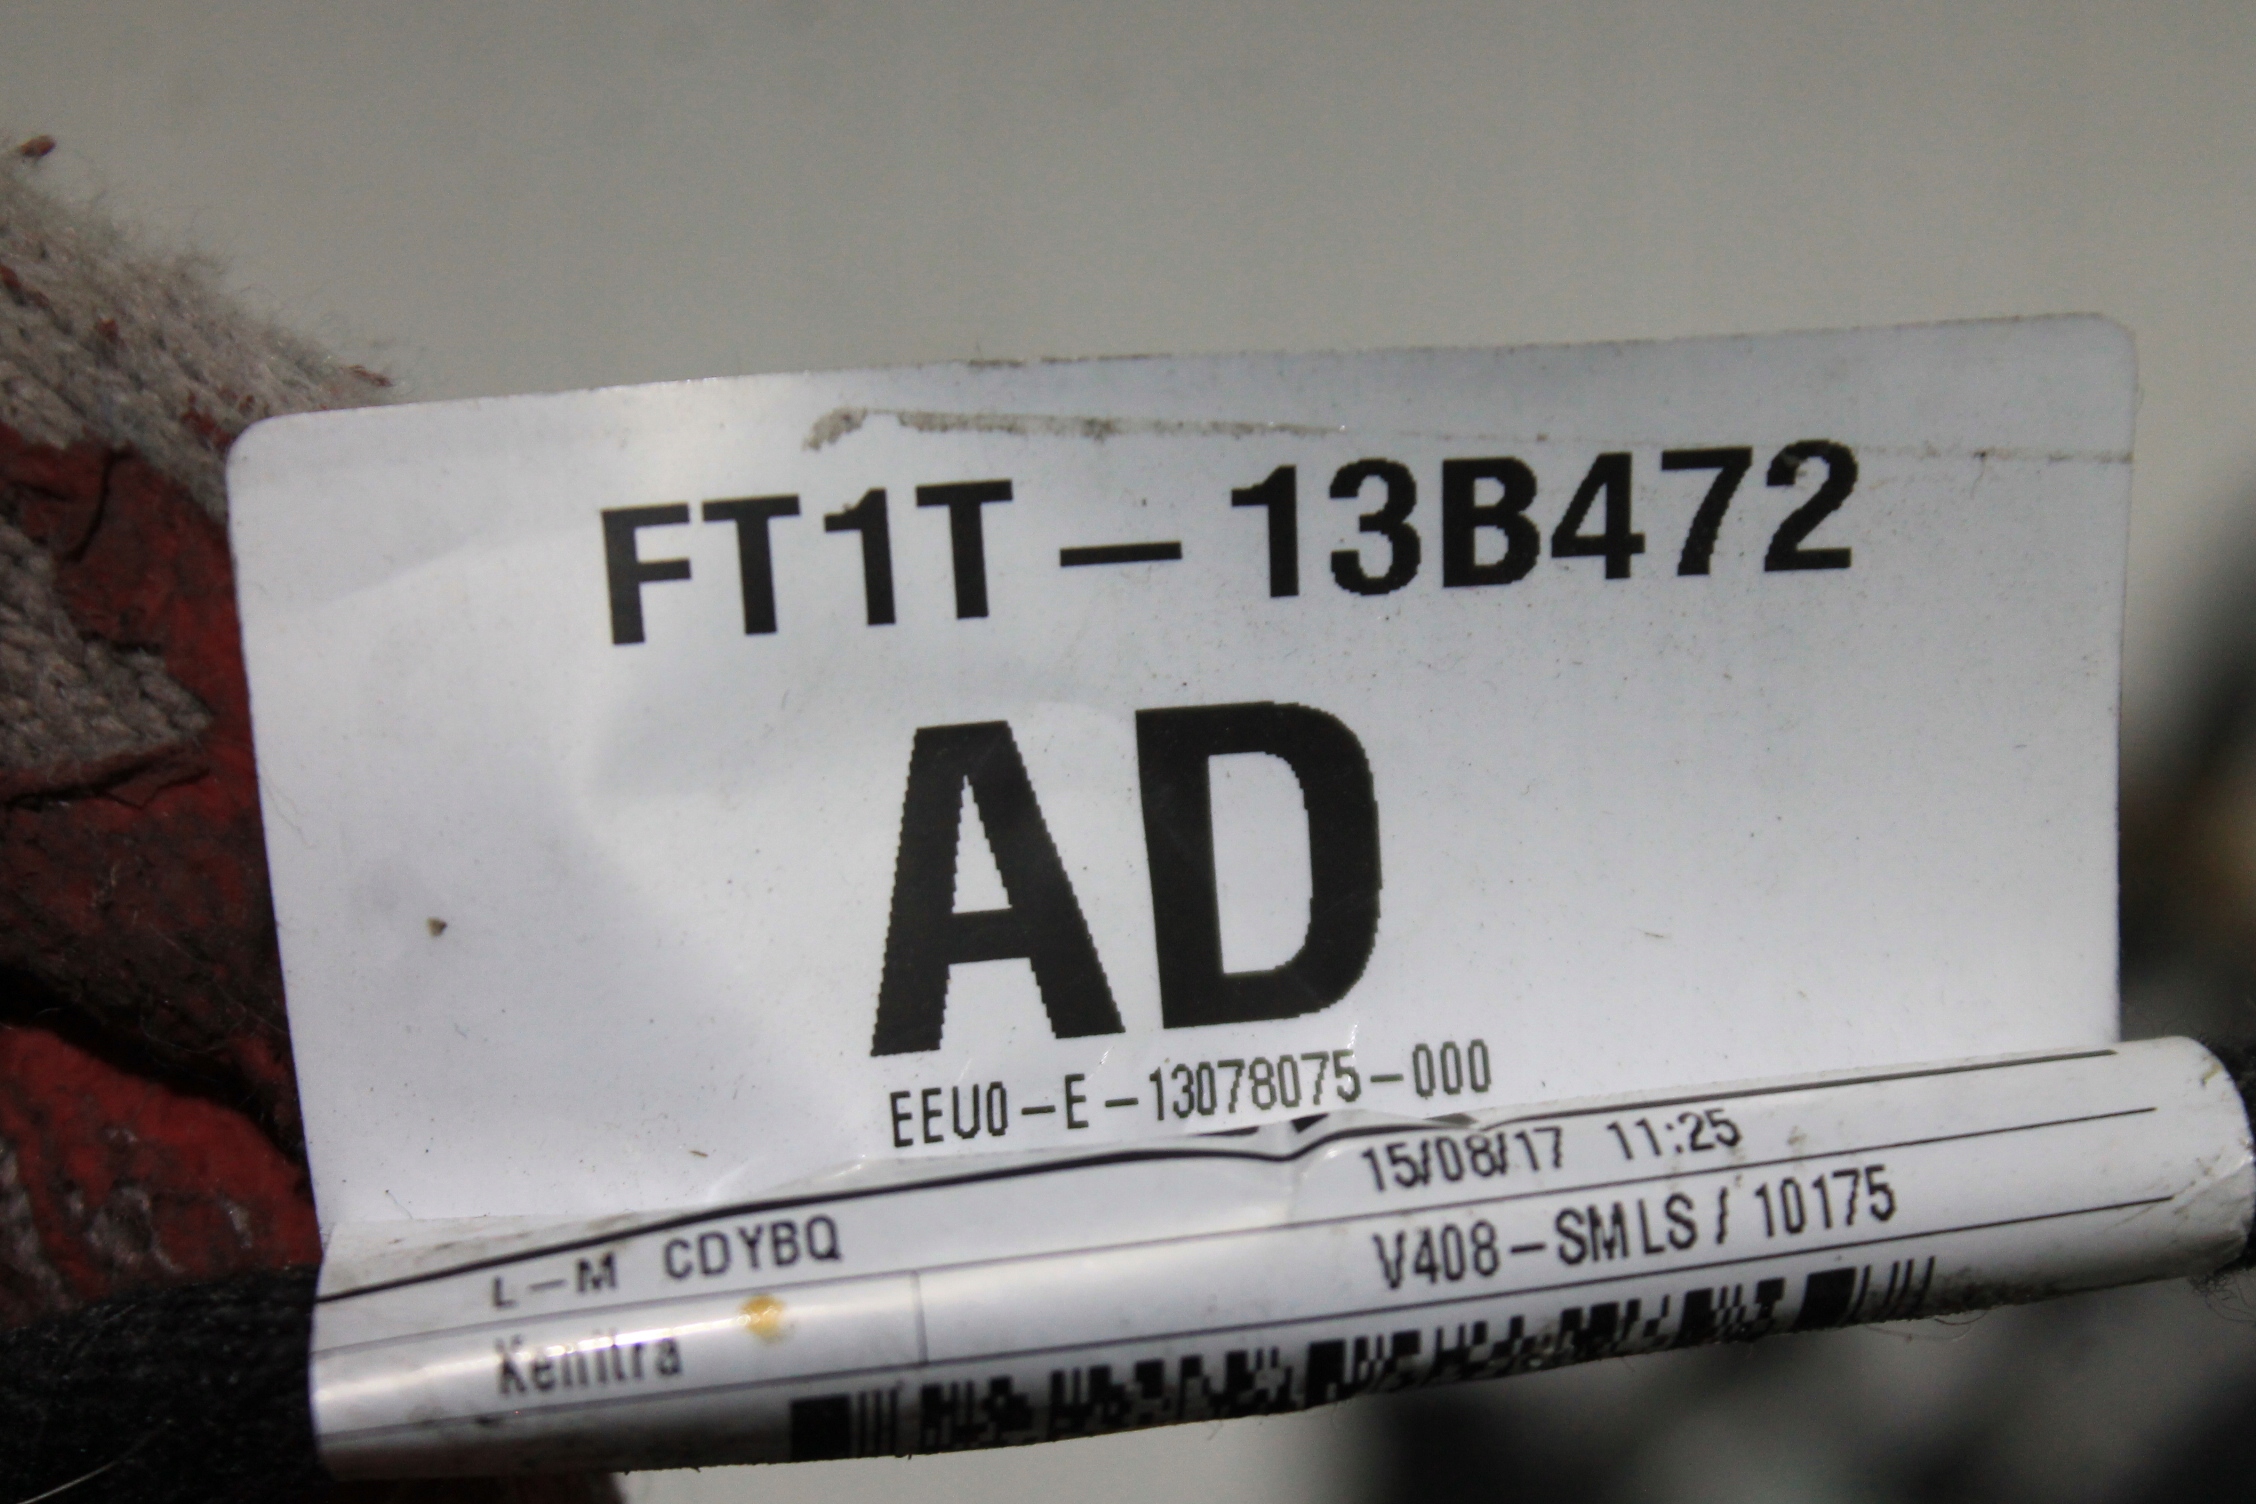 FT1T – 13B472
AD
EEU0–E–13078075–000
15/08/17 11:25
L–M CDYBQ
V408–SMLS / 10175
Kenitra